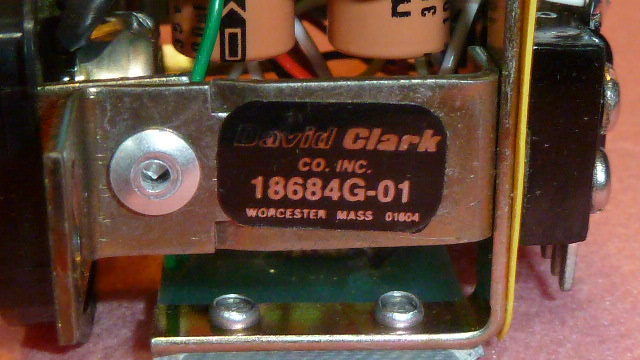 David Clark
CO. INC.
18684G-01
WORCESTER MASS 01604